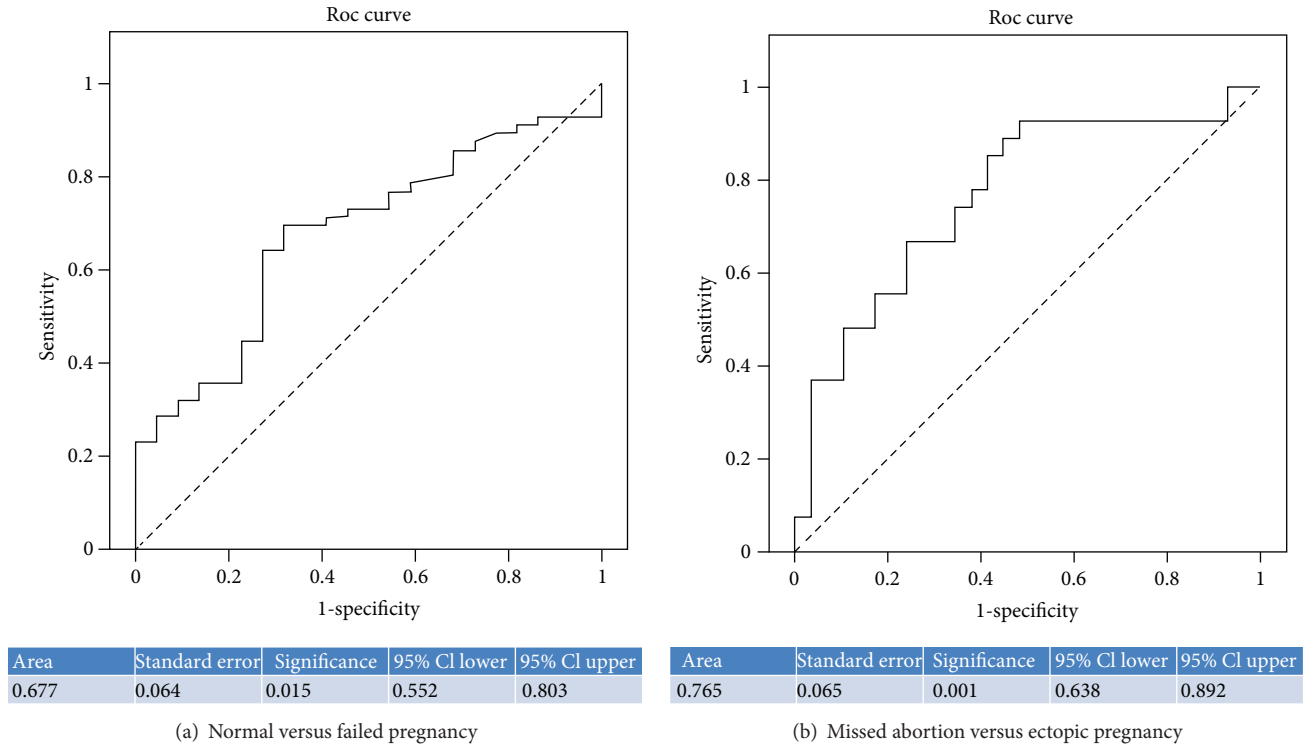 Roc curve
1
0.8
0.6
0.4
0.2
0
Sensitivity
0 0.2 0.4 0.6 0.8 1
1-specificity
Area Standard error Significance 95% Cl lower 95% Cl upper
0.677 0.064 0.015 0.552 0.803
(a) Normal versus failed pregnancy
Roc curve
1
0.8
0.6
0.4
0.2
0
Sensitivity
0 0.2 0.4 0.6 0.8 1
1-specificity
Area Standard error Significance 95% Cl lower 95% Cl upper
0.765 0.065 0.001 0.638 0.892
(b) Missed abortion versus ectopic pregnancy